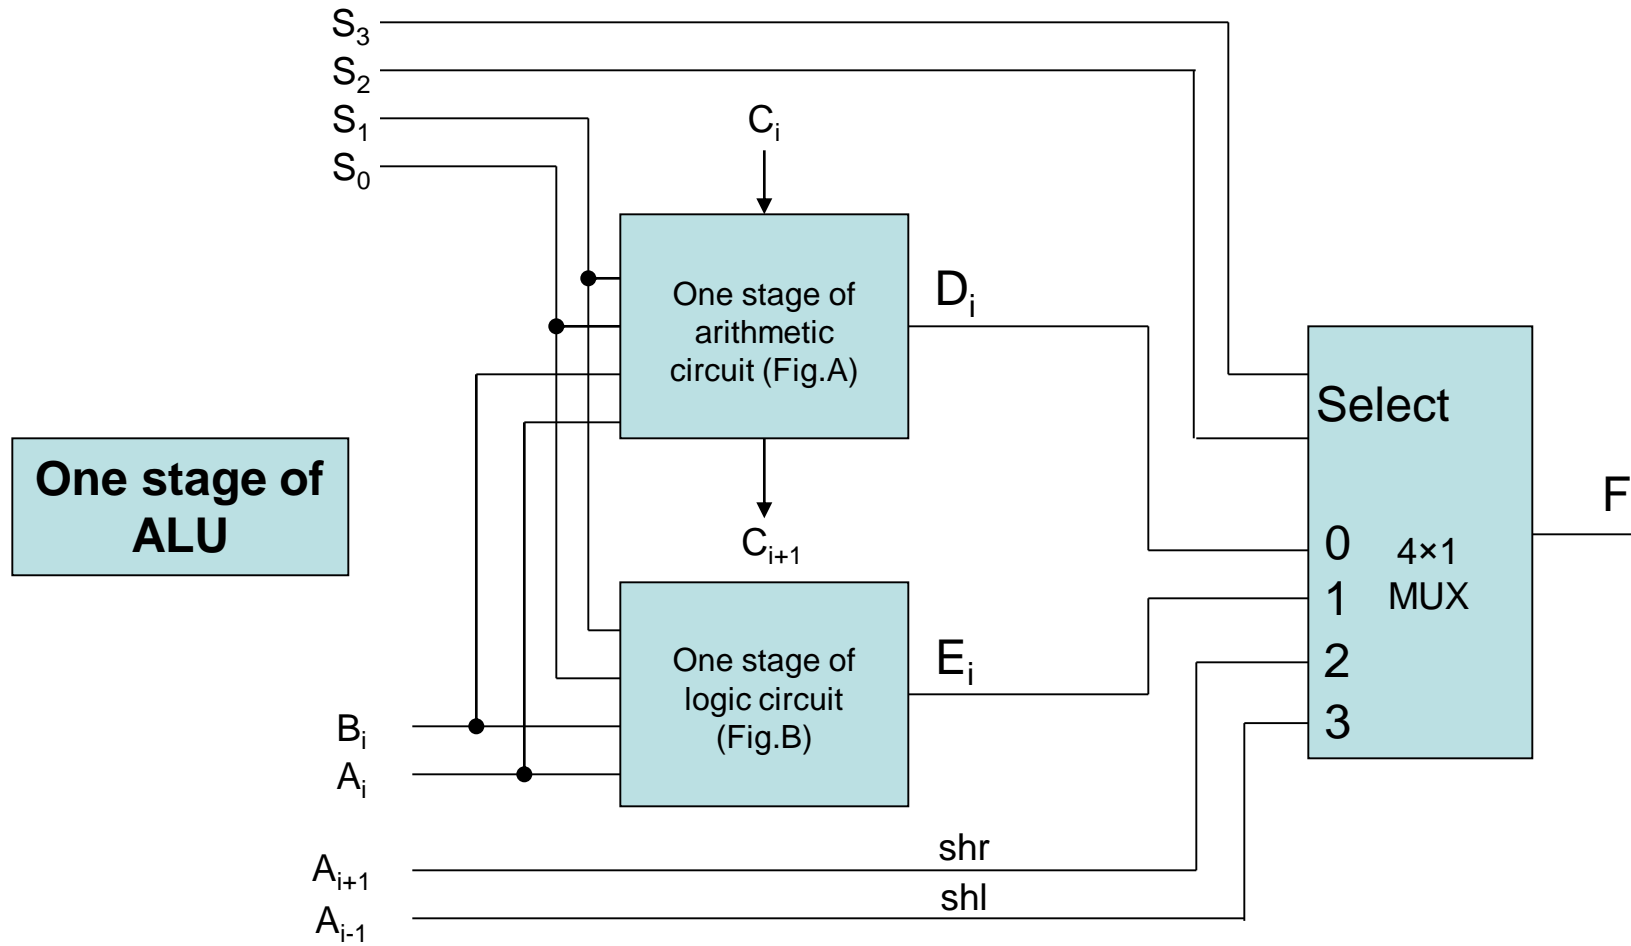 S₃
S₂
S₁
S₀
Cᵢ
One stage of
arithmetic
circuit (Fig.A)
Dᵢ
Select
One stage of
ALU
Cᵢ₊₁
F
0
4×1
1
MUX
2
3
One stage of
logic circuit
(Fig.B)
Eᵢ
Bᵢ
Aᵢ
shr
Aᵢ₊₁
shl
Aᵢ₋₁